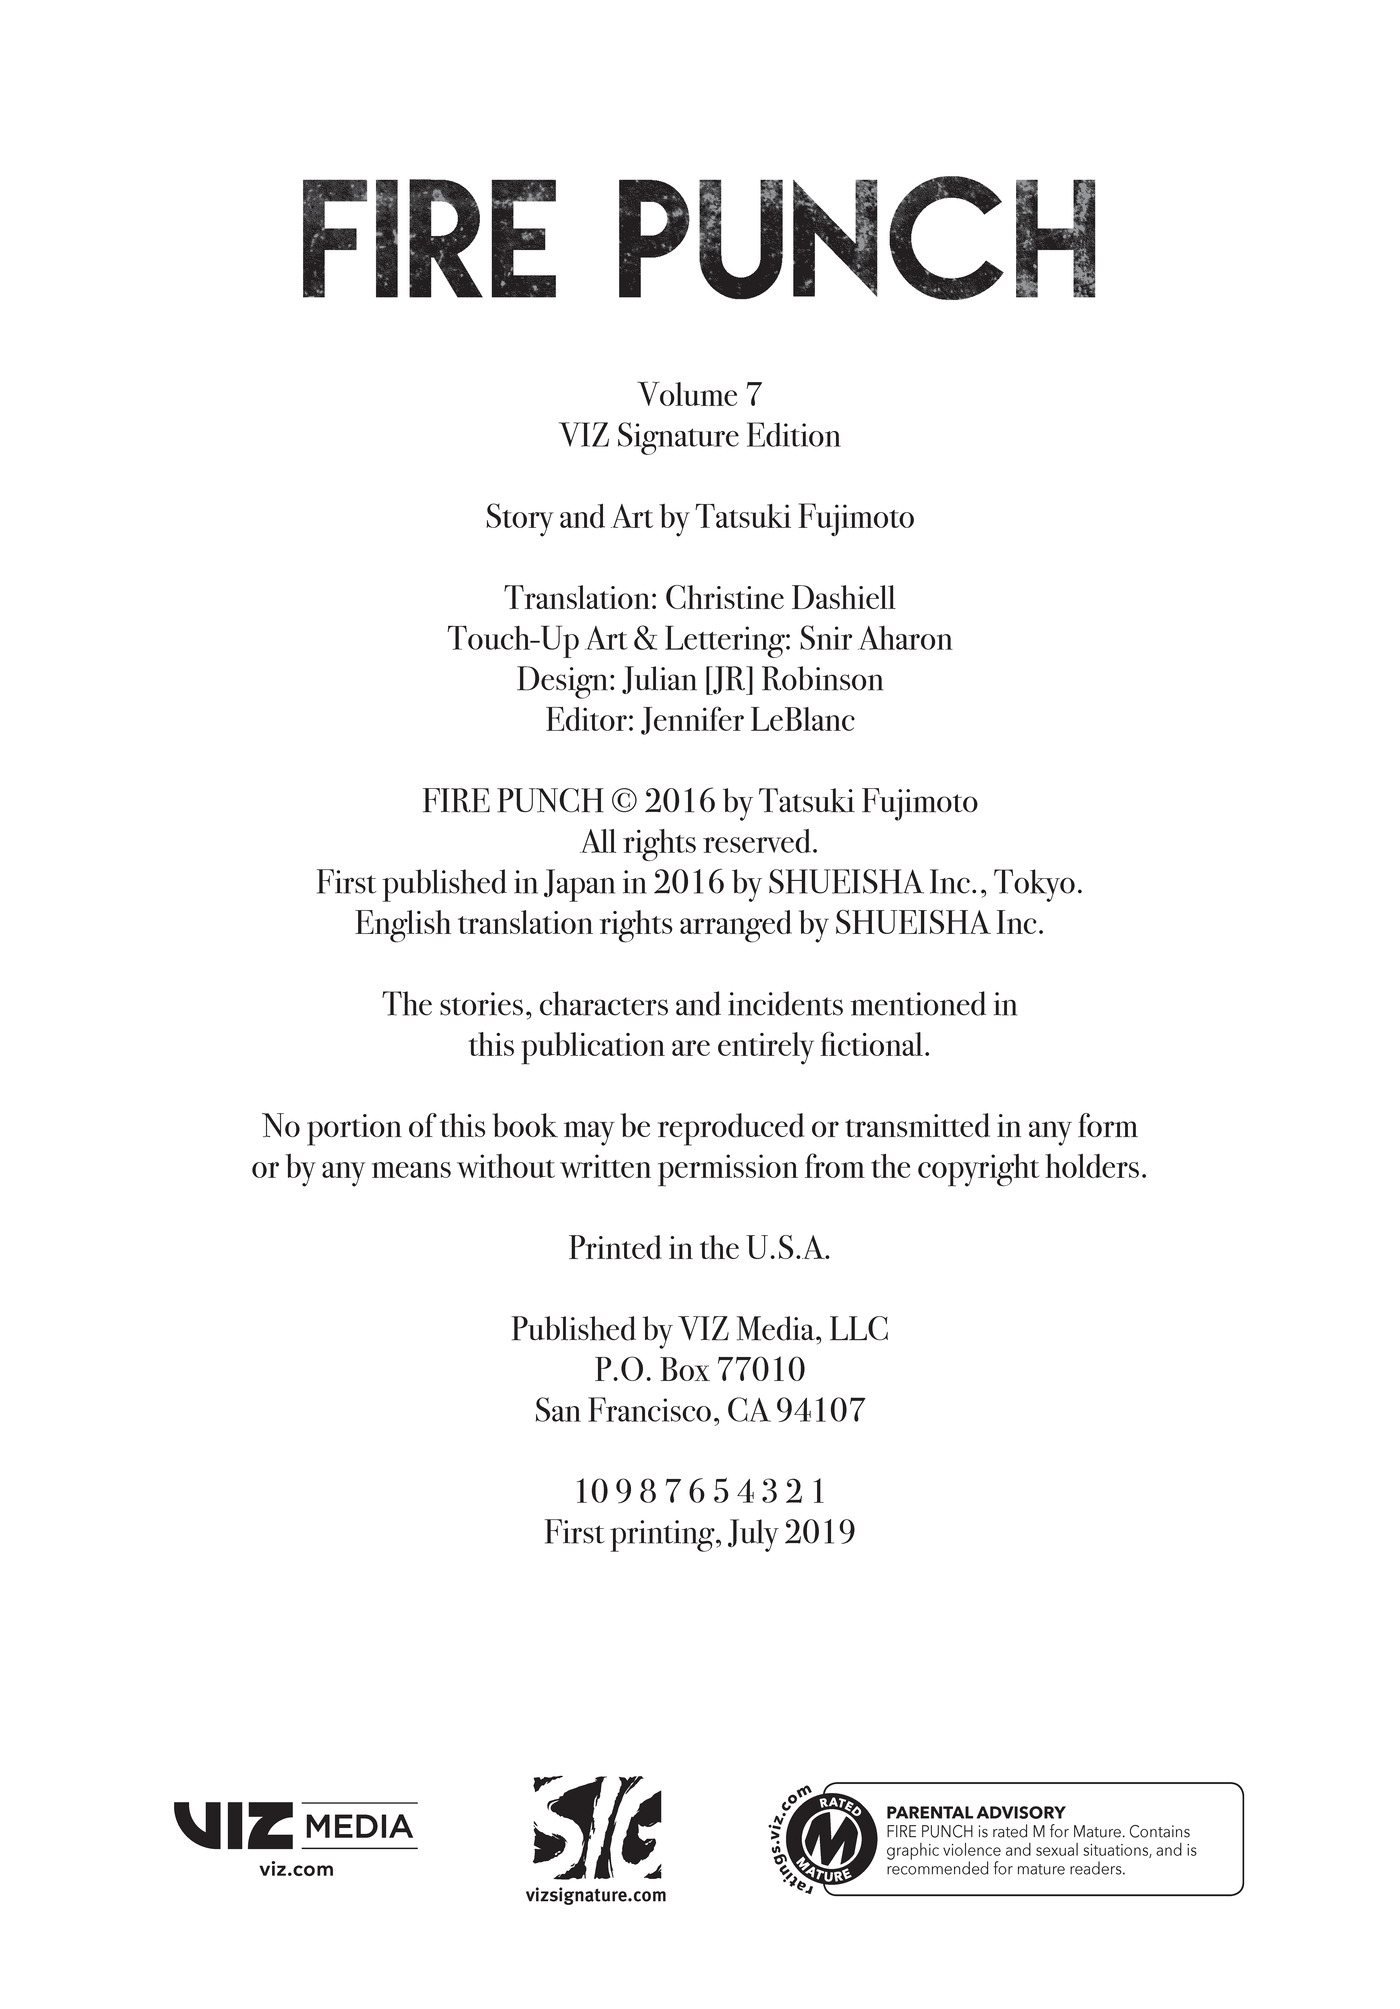 FIRE PUNCH
Volume 7
VIZ Signature Edition
Story and Art by Tatsuki Fujimoto
Translation: Christine Dashiell
Touch-Up Art & Lettering: Snir Aharon
Design: Julian [JR] Robinson
Editor: Jennifer LeBlanc
FIRE PUNCH © 2016 by Tatsuki Fujimoto
All rights reserved.
First published in Japan in 2016 by SHUEISHA Inc., Tokyo.
English translation rights arranged by SHUEISHA Inc.
The stories, characters and incidents mentioned in
this publication are entirely fictional.
No portion of this book may be reproduced or transmitted in any form
or by any means without written permission from the copyright holders.
Printed in the U.S.A.
Published by VIZ Media, LLC
P.O. Box 77010
San Francisco, CA 94107
10 9 8 7 6 5 4 3 2 1
First printing, July 2019
VIZ MEDIA
viz.com
SIG
vizsignature.com
ratings.viz.com
RATED
M
MATURE
PARENTAL ADVISORY
FIRE PUNCH is rated M for Mature. Contains
graphic violence and sexual situations, and is
recommended for mature readers.